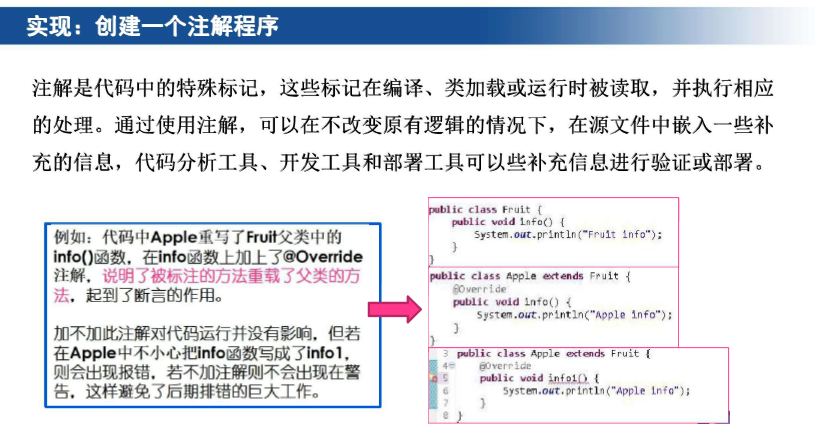 实现：创建一个注解程序
注解是代码中的特殊标记，这些标记在编译、类加载或运行时被读取，并执行相应
的处理。通过使用注解，可以在不改变原有逻辑的情况下，在源文件中嵌入一些补
充的信息，代码分析工具、开发工具和部署工具可以些补充信息进行验证或部署。
例如：代码中Apple重写了Fruit父类中的
info()函数，在info函数上加上了@Override
注解，说明了被标注的方法重载了父类的方
法，起到了断言的作用。
加不加此注解对代码运行并没有影响，但若
在Apple中不小心把info函数写成了info1，
则会出现报错，若不加注解则不会出现在警
告，这样避免了后期排错的巨大工作。
public class Fruit {
public void info() {
System.out.println("Fruit info");
}
}
public class Apple extends Fruit {
@Override
public void info() {
System.out.println("Apple info");
}
}
3 public class Apple extends Fruit {
4 @Override
5 public void info1() {
6 System.out.println("Apple info");
7 }
8 }